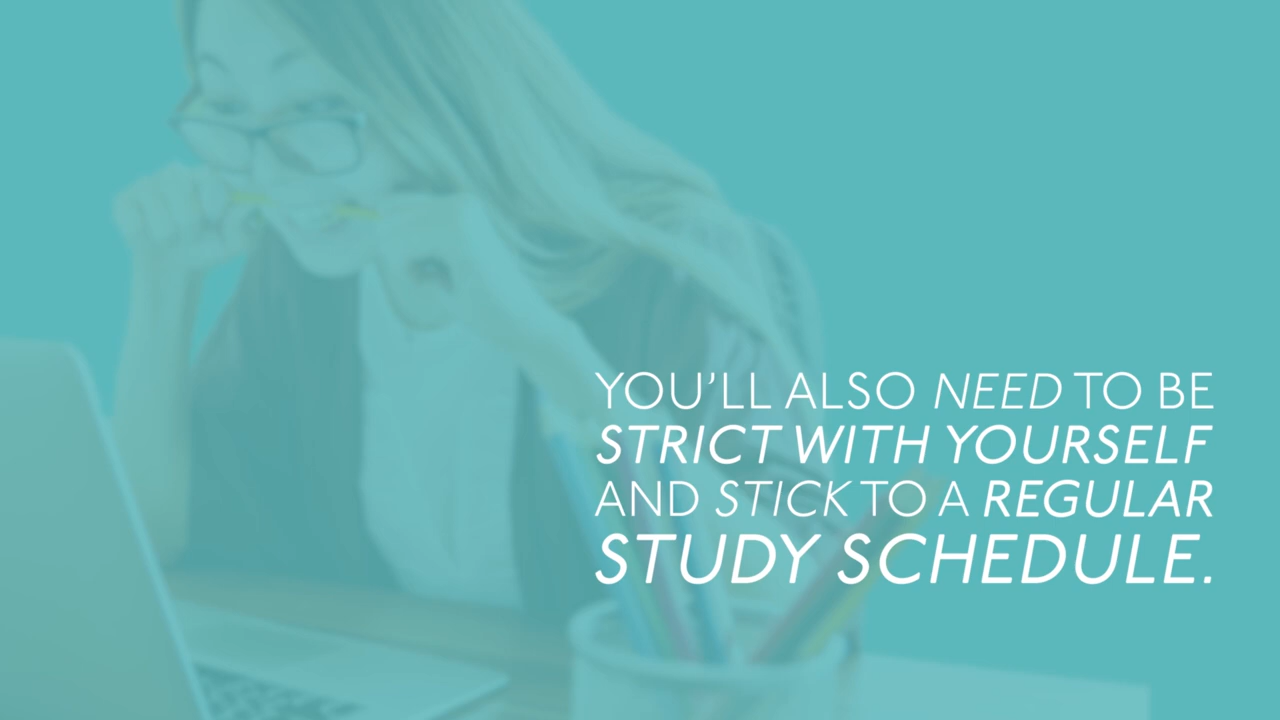 YOU'LL ALSO NEED TO BE
STRICT WITH YOURSELF
AND STICK TO A REGULAR
STUDY SCHEDULE.